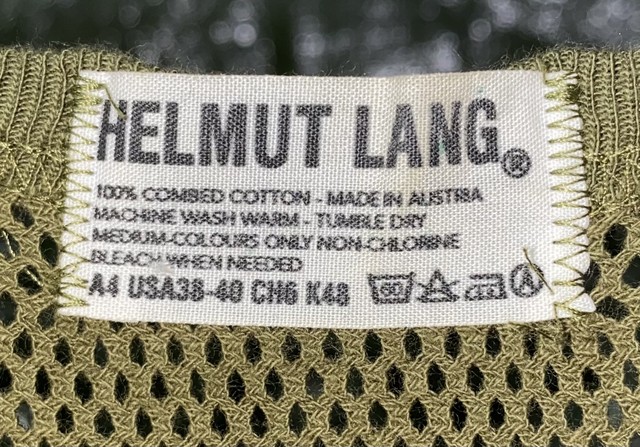 HELMUT LANG®
100% COMBED COTTON - MADE IN AUSTRIA
MACHINE WASH WARM - TUMBLE DRY
MEDIUM-COLOURS ONLY NON-CHLORINE
BLEACH WHEN NEEDED
A4 USA38-40 CH6 K48 60 A